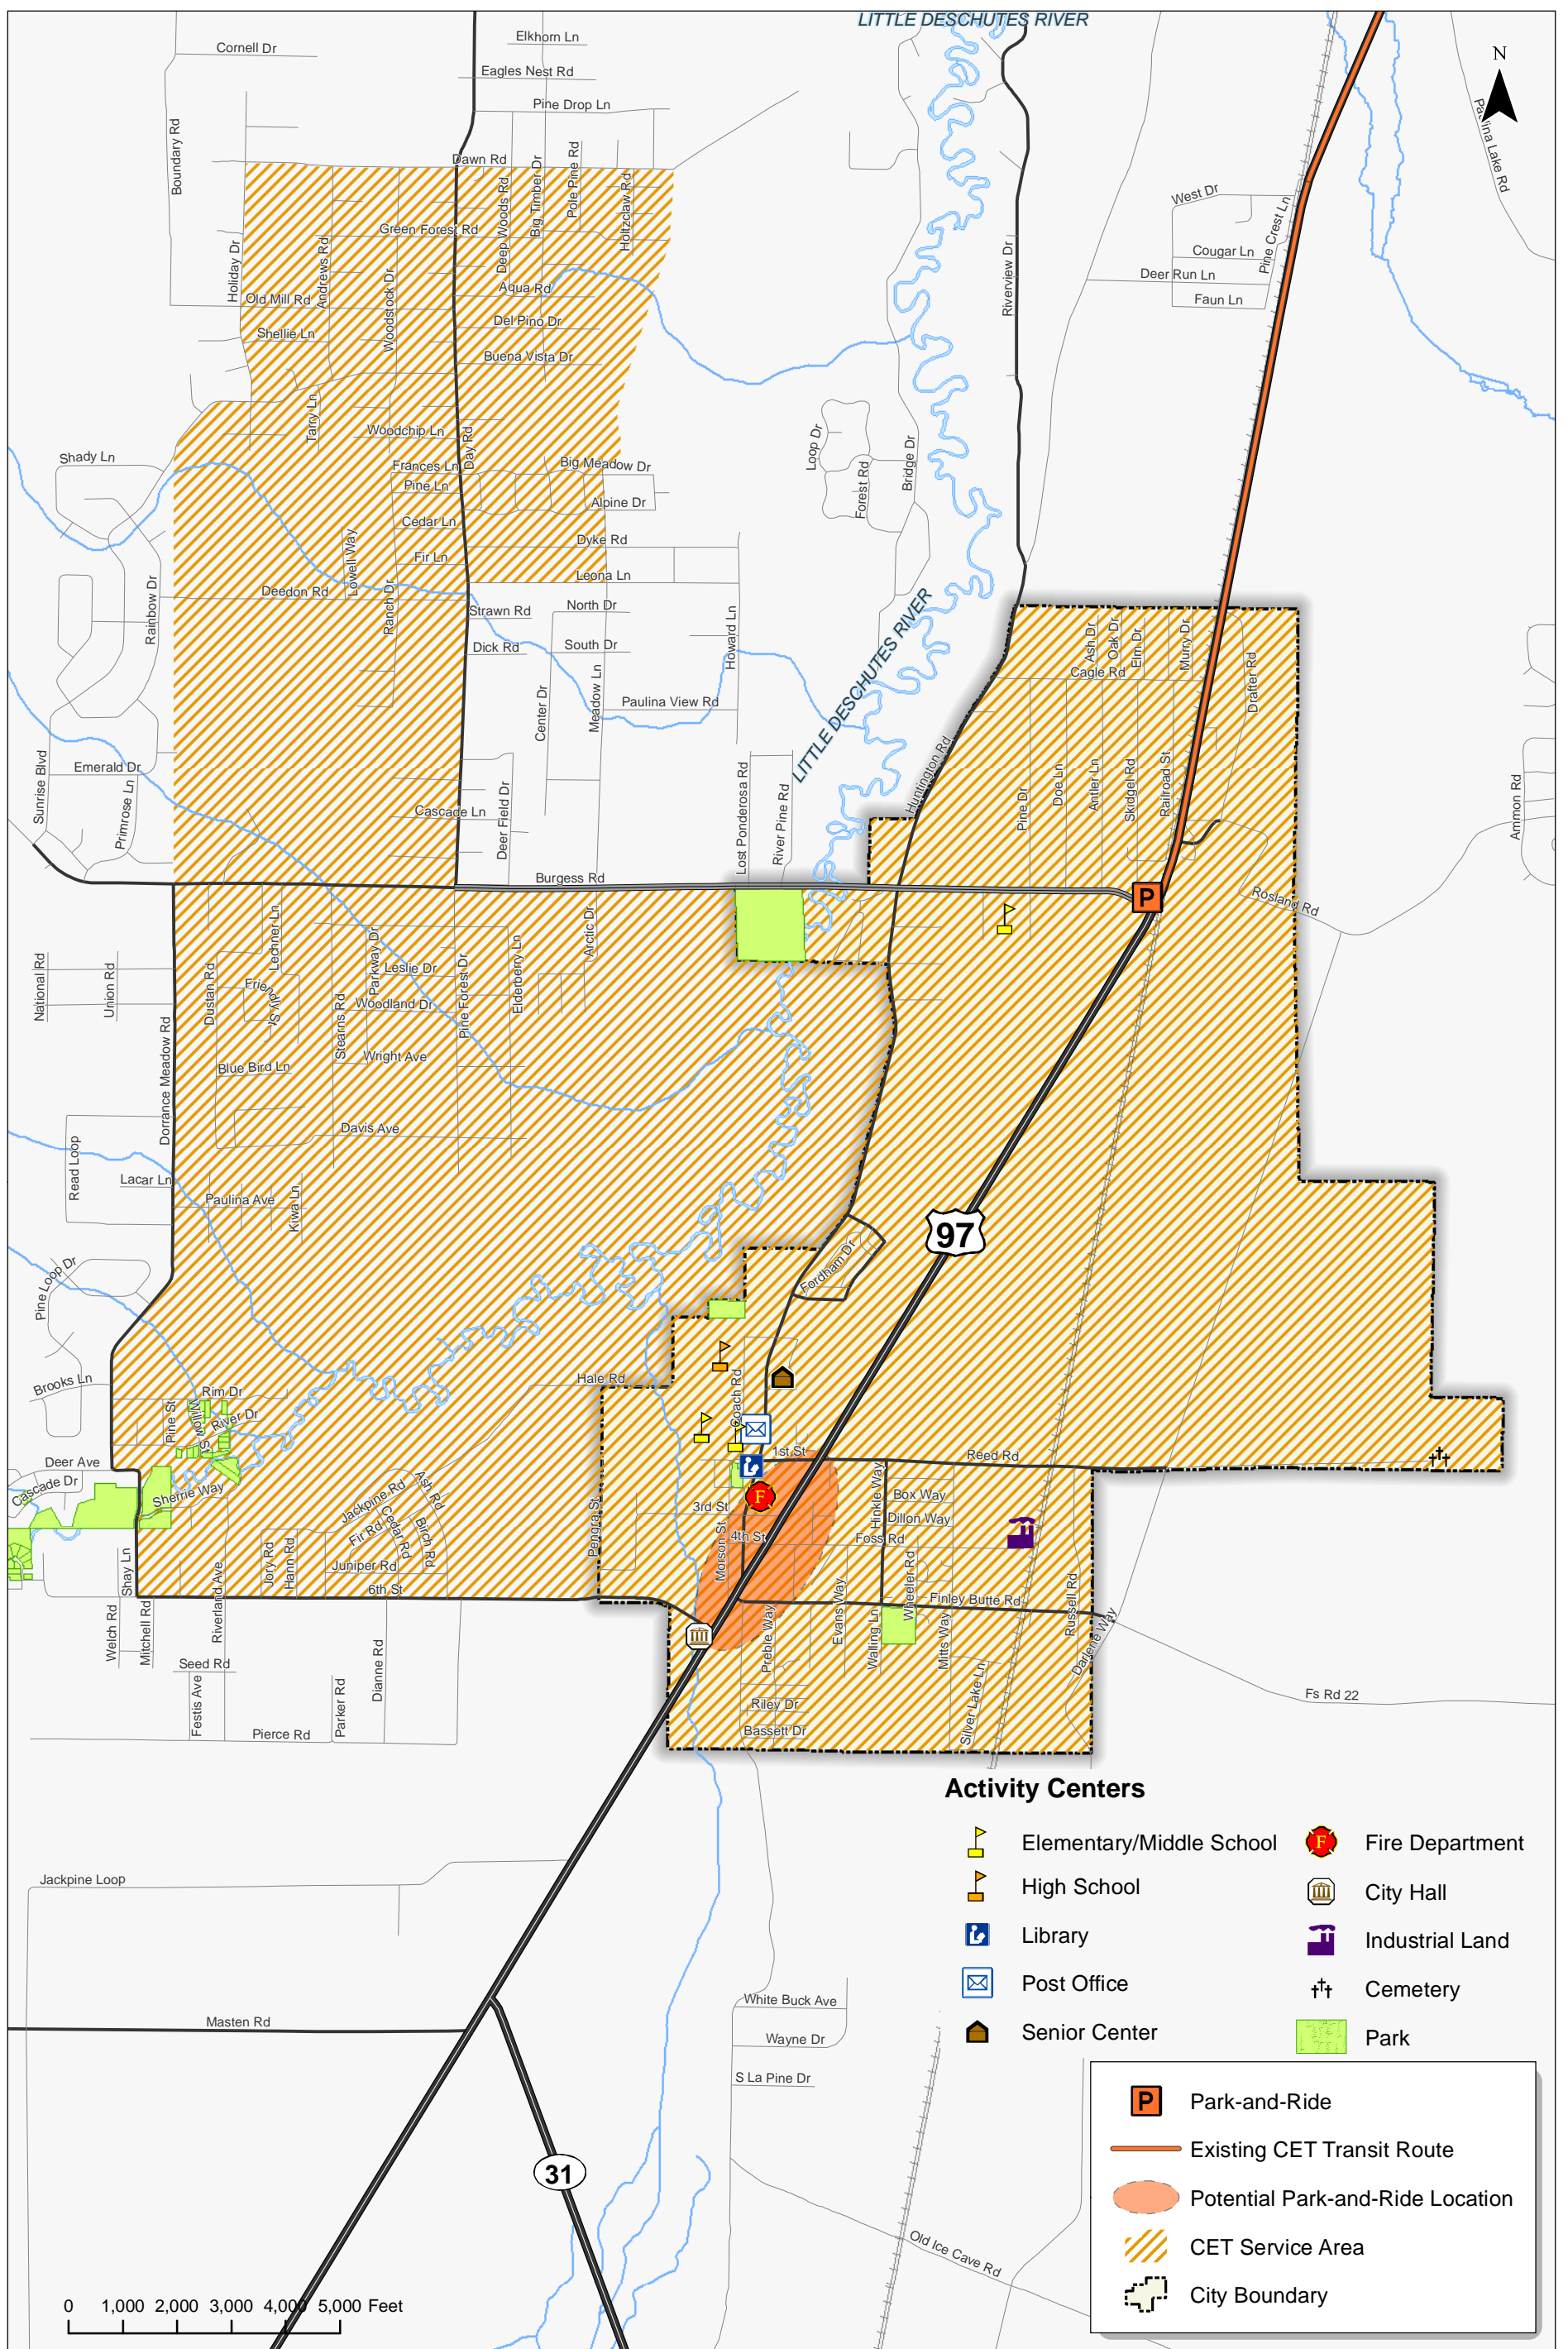 LITTLE DESCHUTES RIVER
Elkhorn Ln
Cornell Dr
N
Eagles Nest Rd
Pine Drop Ln
Paulina Lake Rd
Boundary Rd
Dawn Rd
Big Timber Dr
Pole Pine Rd
Deep Woods Rd
Holtzclaw Rd
West Dr
Green Forest Rd
Pine Crest Ln
Holiday Dr
Andrews Rd
Woodstock Dr
Riverview Dr
Cougar Ln
Deer Run Ln
Aqua Rd
Old Mill Rd
Faun Ln
Del Pino Dr
Shellie Ln
Buena Vista Dr
Tarry Ln
Woodchip Ln
Day Rd
Loop Dr
Forest Rd
Bridge Dr
Shady Ln
Frances Ln
Big Meadow Dr
Pine Ln
Alpine Dr
Cedar Ln
Dyke Rd
Fir Ln
Lowell Way
Leona Ln
Rainbow Dr
Deedon Rd
Ranch Dr
Strawn Rd
North Dr
Howard Ln
LITTLE DESCHUTES RIVER
Dick Rd
South Dr
Ash Dr
Oak Dr
Elm Dr
Murry Dr
Cagle Rd
Drafter Rd
Center Dr
Meadow Ln
Paulina View Rd
Sunrise Blvd
Emerald Dr
Primrose Ln
Huntington Rd
Lost Ponderosa Rd
River Pine Rd
Pine Dr
Doe Ln
Antler Ln
Skidgel Rd
Railroad St
Ammon Rd
Cascade Ln
Deer Field Dr
Burgess Rd
P
Rosland Rd
Lechner Ln
Arctic Dr
National Rd
Union Rd
Dustan Rd
Parkway Dr
Leslie Dr
Elderberry Ln
Friendly St
Woodland Dr
Pine Forest Dr
Stearns Rd
Dorrance Meadow Rd
Wright Ave
Blue Bird Ln
Davis Ave
Read Loop
Lacar Ln
Paulina Ave
Kiwa Ln
97
Pine Loop Dr
Fordham Dr
Brooks Ln
Hale Rd
Rim Dr
Coach Rd
Pine St
Willow St
River Dr
1st St
Reed Rd
Deer Ave
Cascade Dr
Sherrie Way
Jackpine Rd
Ash Rd
Hinkle Way
Box Way
F
3rd St
Dillon Way
Fir Rd
Cedar Rd
Birch Rd
Pengra St
Morson St
4th St
Foss Rd
Shay Ln
Jory Rd
Hann Rd
Juniper Rd
Wheeler Rd
Riverland Ave
6th St
Finley Butte Rd
Russell Rd
Welch Rd
Mitchell Rd
Preble Way
Evans Way
Walling Ln
Mitts Way
Darlene Way
Seed Rd
Dianne Rd
Festis Ave
Parker Rd
Silver Lake Ln
Fs Rd 22
Riley Dr
Pierce Rd
Bassett Dr
Activity Centers
Elementary/Middle School
F
Fire Department
High School
City Hall
Library
Industrial Land
Post Office
Cemetery
Senior Center
Park
Jackpine Loop
White Buck Ave
Masten Rd
Wayne Dr
S La Pine Dr
P
Park-and-Ride
Existing CET Transit Route
31
Potential Park-and-Ride Location
Old Ice Cave Rd
CET Service Area
City Boundary
0 1,000 2,000 3,000 4,000 5,000 Feet